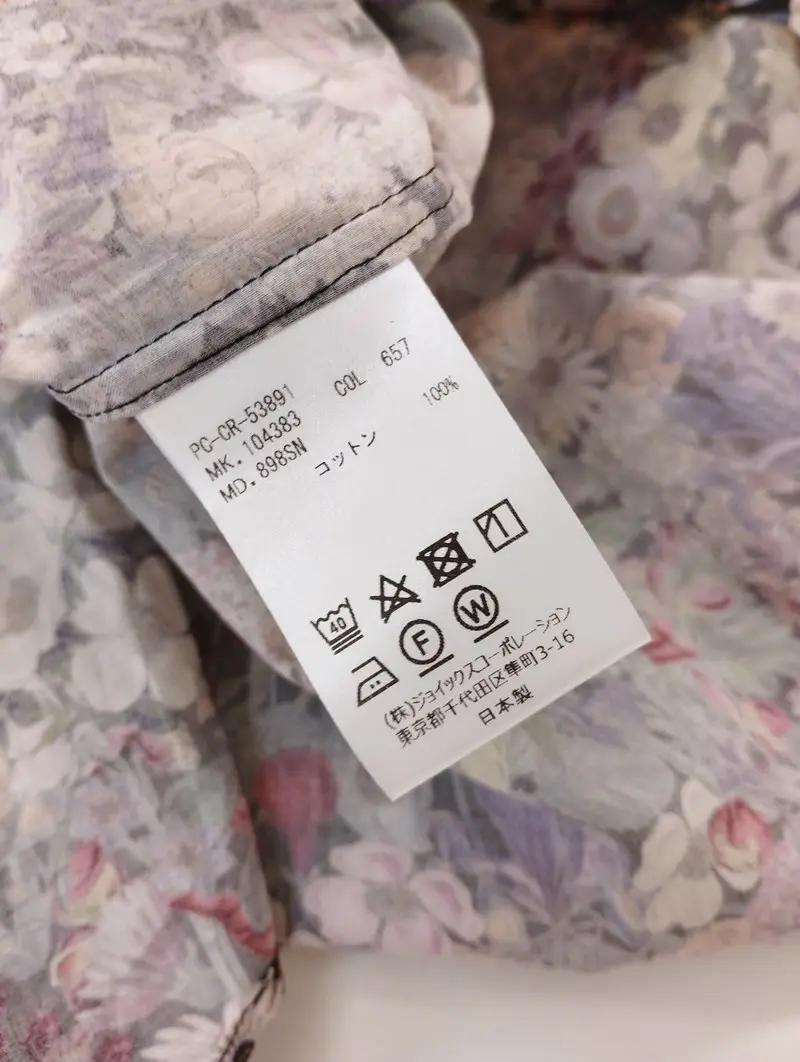 PC-CR-53891 COL 657
MK. 104383
MD. 898SN
コットン 100%
40
F W
(株)ジョイックスコーポレーション
東京都千代田区隼町3-16
日本製